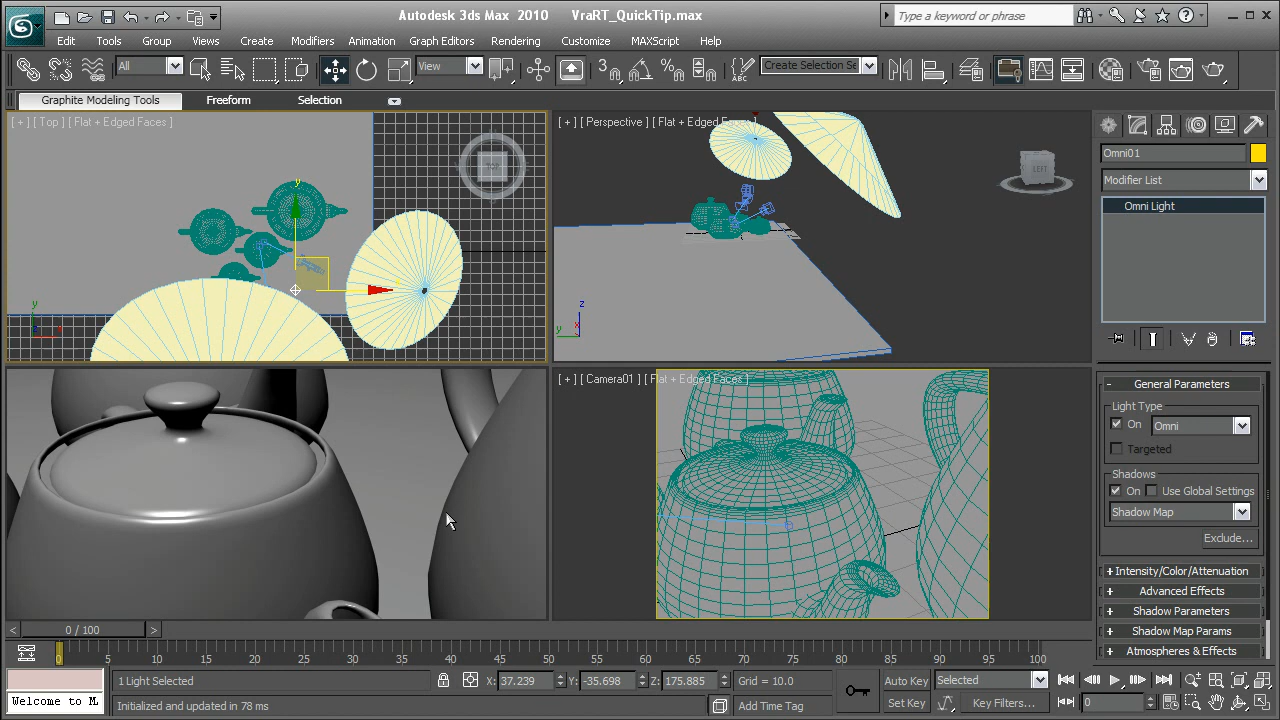 Autodesk 3ds Max 2010 VraRT_QuickTip.max
Type a keyword or phrase
Edit Tools Group Views Create Modifiers Animation Graph Editors Rendering Customize MAXScript Help
All View 3 Create Selection Se
Graphite Modeling Tools Freeform Selection
[ + ] [ Top ] [ Flat + Edged Faces ]
TOP
y
y
x
[ + ] [ Perspective ] [ Flat + Edged Faces ]
LEFT
z
x
y
Omni01
Modifier List
Omni Light
[ + ] [ Camera01 ] [ Flat + Edged Faces ]
- General Parameters
Light Type
On Omni
Targeted
Shadows
On Use Global Settings
Shadow Map
Exclude...
+ Intensity/Color/Attenuation
+ Advanced Effects
+ Shadow Parameters
+ Shadow Map Params
+ Atmospheres & Effects
< 0 / 100 >
0 5 10 15 20 25 30 35 40 45 50 55 60 65 70 75 80 85 90 95 100
1 Light Selected X: 37.239 Y: -35.698 Z: 175.885 Grid = 10.0 Auto Key Selected
Welcome to M
Initialized and updated in 78 ms Add Time Tag Set Key Key Filters... 0